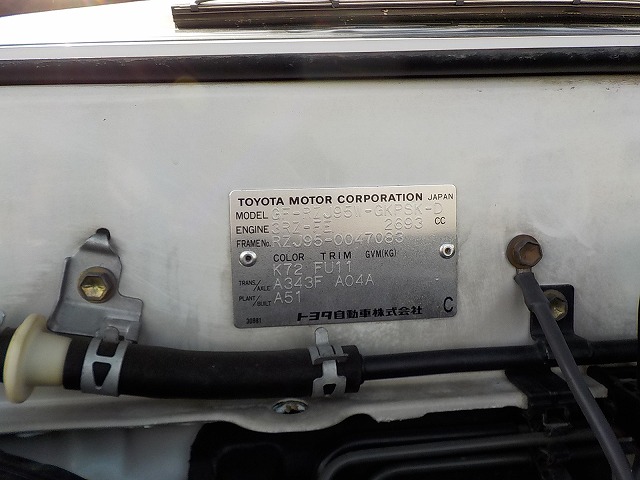 TOYOTA MOTOR CORPORATION JAPAN
MODEL GF-RZJ95W-GKPSK-D
ENGINE 3RZ-FE 2693 CC
FRAME No. RZJ95-0047083
COLOR TRIM GVM(KG)
K72 FU11
TRANS./AXLE A343F A04A
PLANT/BUILT A51
30881 トヨタ自動車株式会社 C